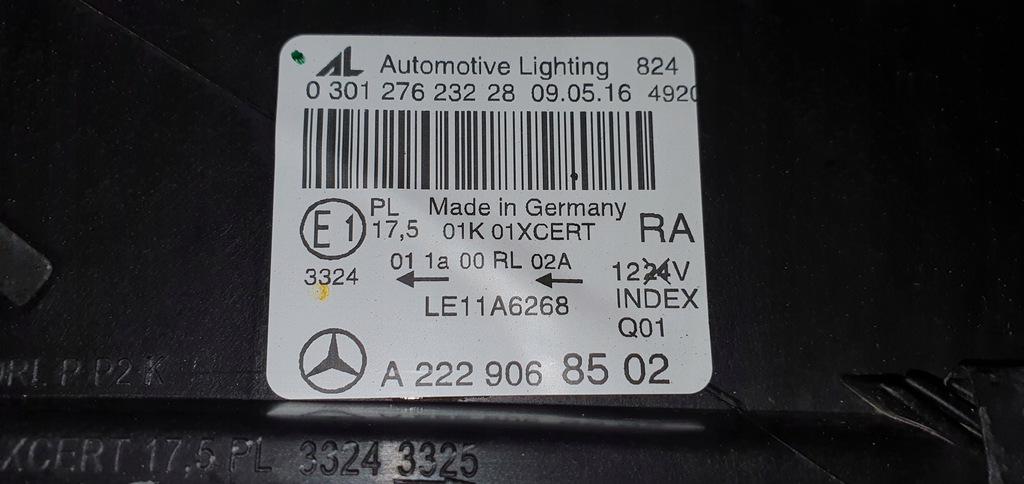 AL Automotive Lighting 824
0 301 276 232 28 09.05.16 4920
E1 PL 17,5 Made in Germany
01K 01XCERT RA
3324 01 1a 00 RL 02A 1224V
LE11A6268 INDEX
Q01
A 222 906 8502
P P2 K
XCERT 17,5 PL 3324 3325